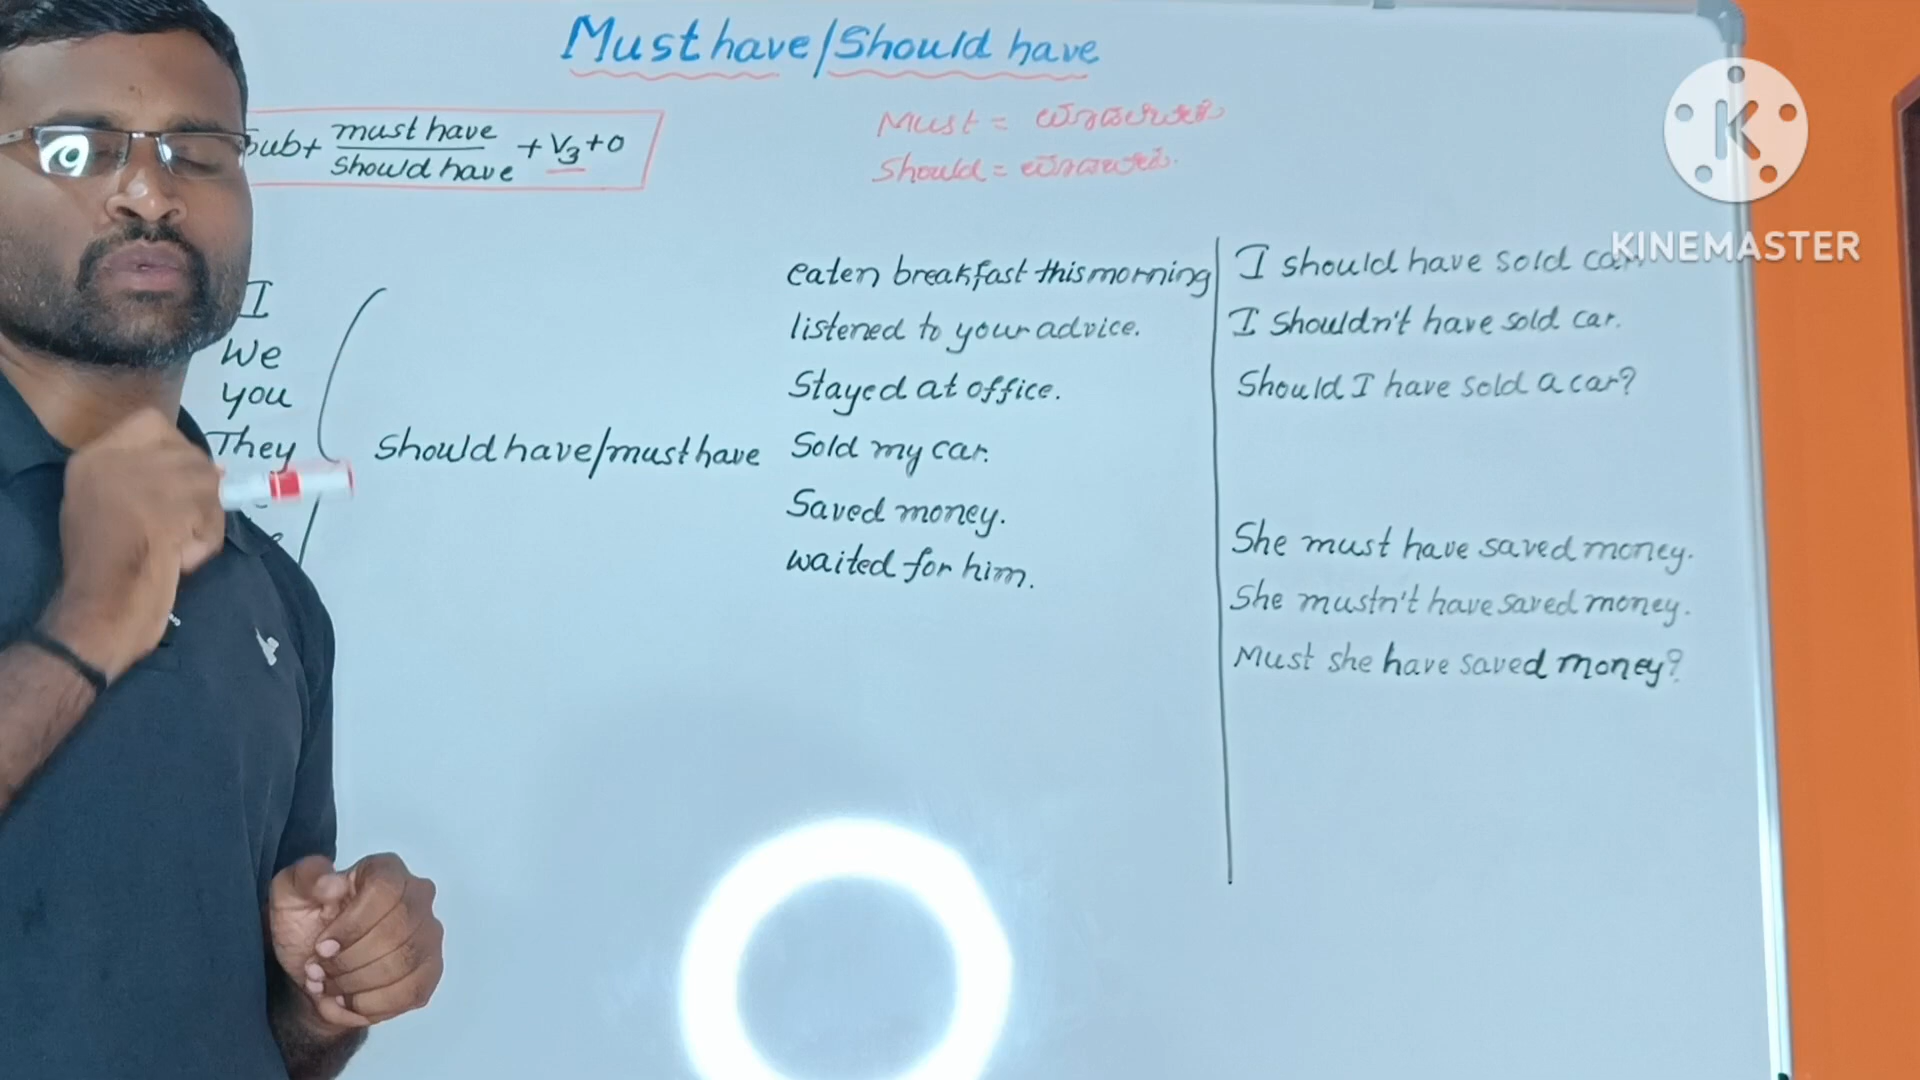 Must have/Should have
Sub+ must have / Should have +V3+O
Must =
Should =
I
We
you
They
Should have/must have
eaten breakfast this morning
listened to your advice.
Stayed at office.
Sold my car.
Saved money.
waited for him.
I should have sold car.
I shouldn't have sold car.
Should I have sold a car?
She must have saved money.
She mustn't have saved money.
Must she have saved money?
K
KINEMASTER